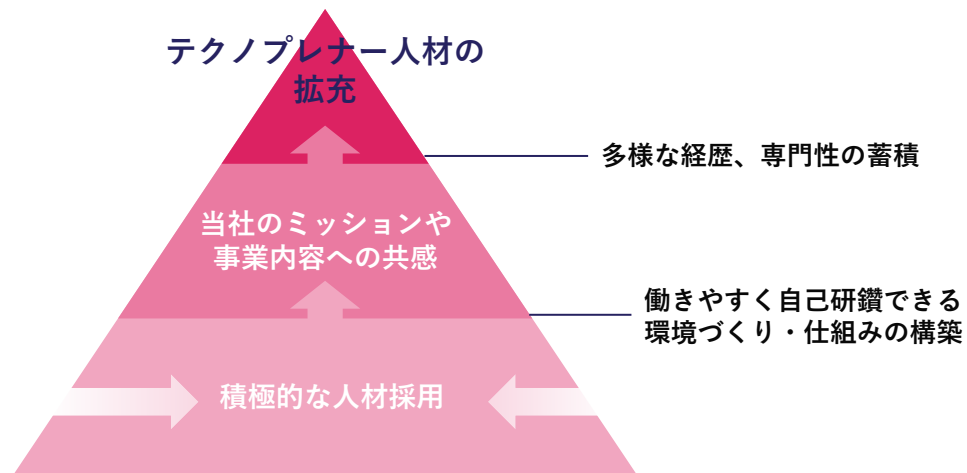 テクノプレナー人材の
拡充
多様な経歴、専門性の蓄積
当社のミッションや
事業内容への共感
働きやすく自己研鑽できる
環境づくり・仕組みの構築
積極的な人材採用